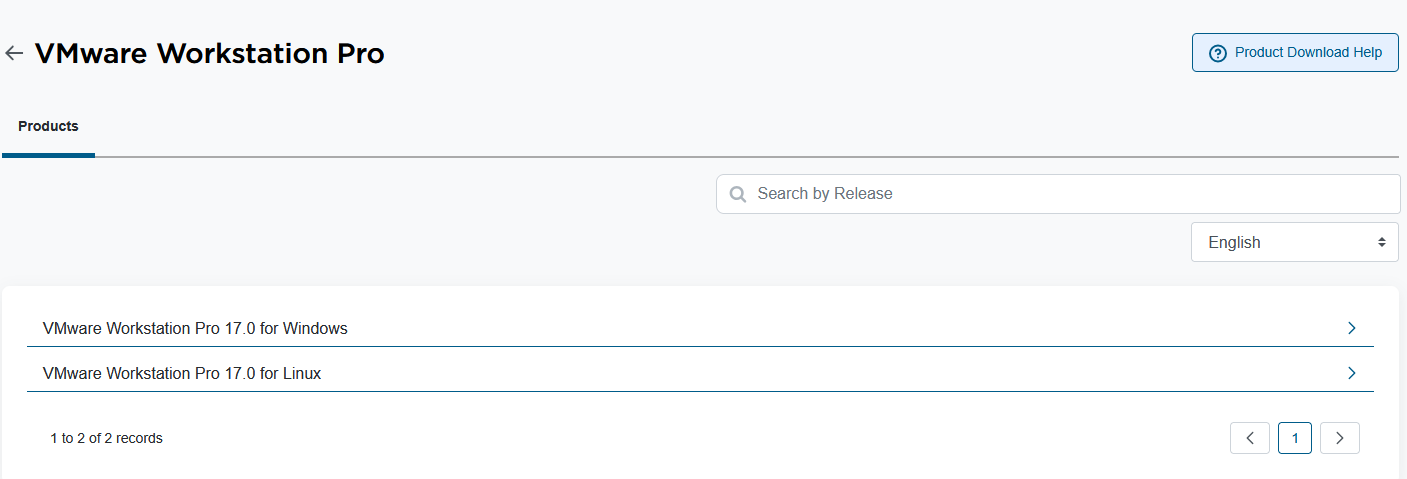 VMware Workstation Pro
Product Download Help
Products
Search by Release
English
VMware Workstation Pro 17.0 for Windows
VMware Workstation Pro 17.0 for Linux
1 to 2 of 2 records
1